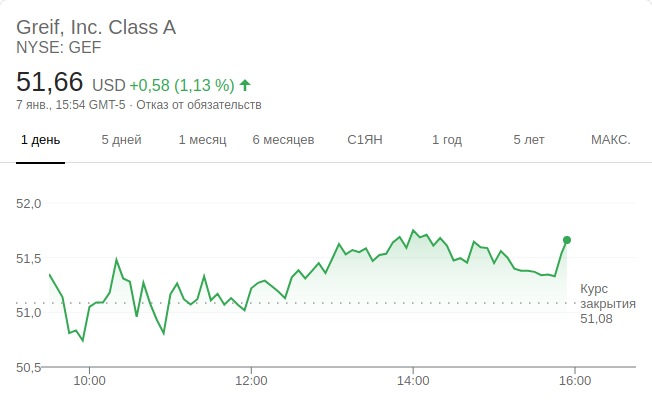 Greif, Inc. Class A
NYSE: GEF
51,66 USD +0,58 (1,13 %)
7 янв., 15:54 GMT-5 · Отказ от обязательств
1 день 5 дней 1 месяц 6 месяцев С1ЯН 1 год 5 лет МАКС.
52,0
51,5
51,0
50,5
Курс
закрытия
51,08
10:00 12:00 14:00 16:00